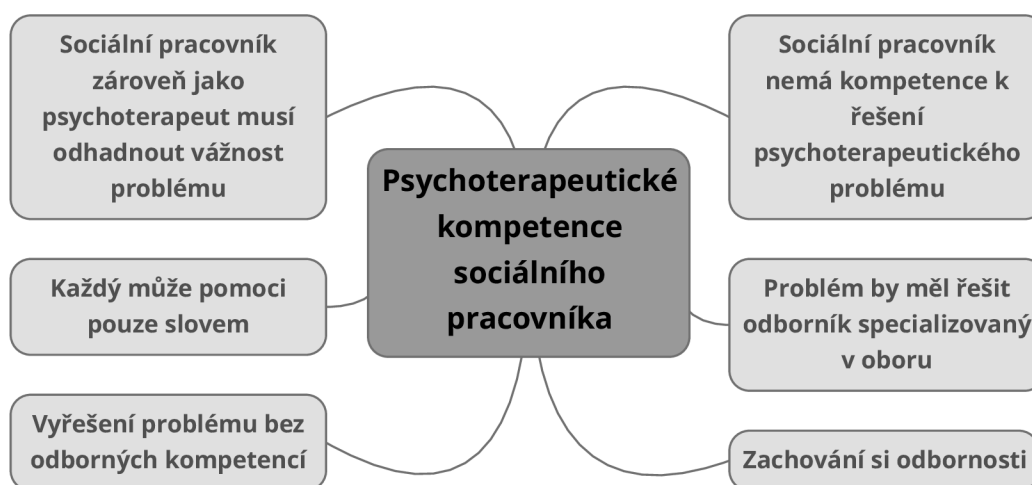 Sociální pracovník
zároveň jako
psychoterapeut musí
odhadnout vážnost
problému
Každý může pomoci
pouze slovem
Vyřešení problému bez
odborných kompetencí
Psychoterapeutické
kompetence
sociálního
pracovníka
Sociální pracovník
nemá kompetence k
řešení
psychoterapeutického
problému
Problém by měl řešit
odborník specializovaný
v oboru
Zachování si odbornosti